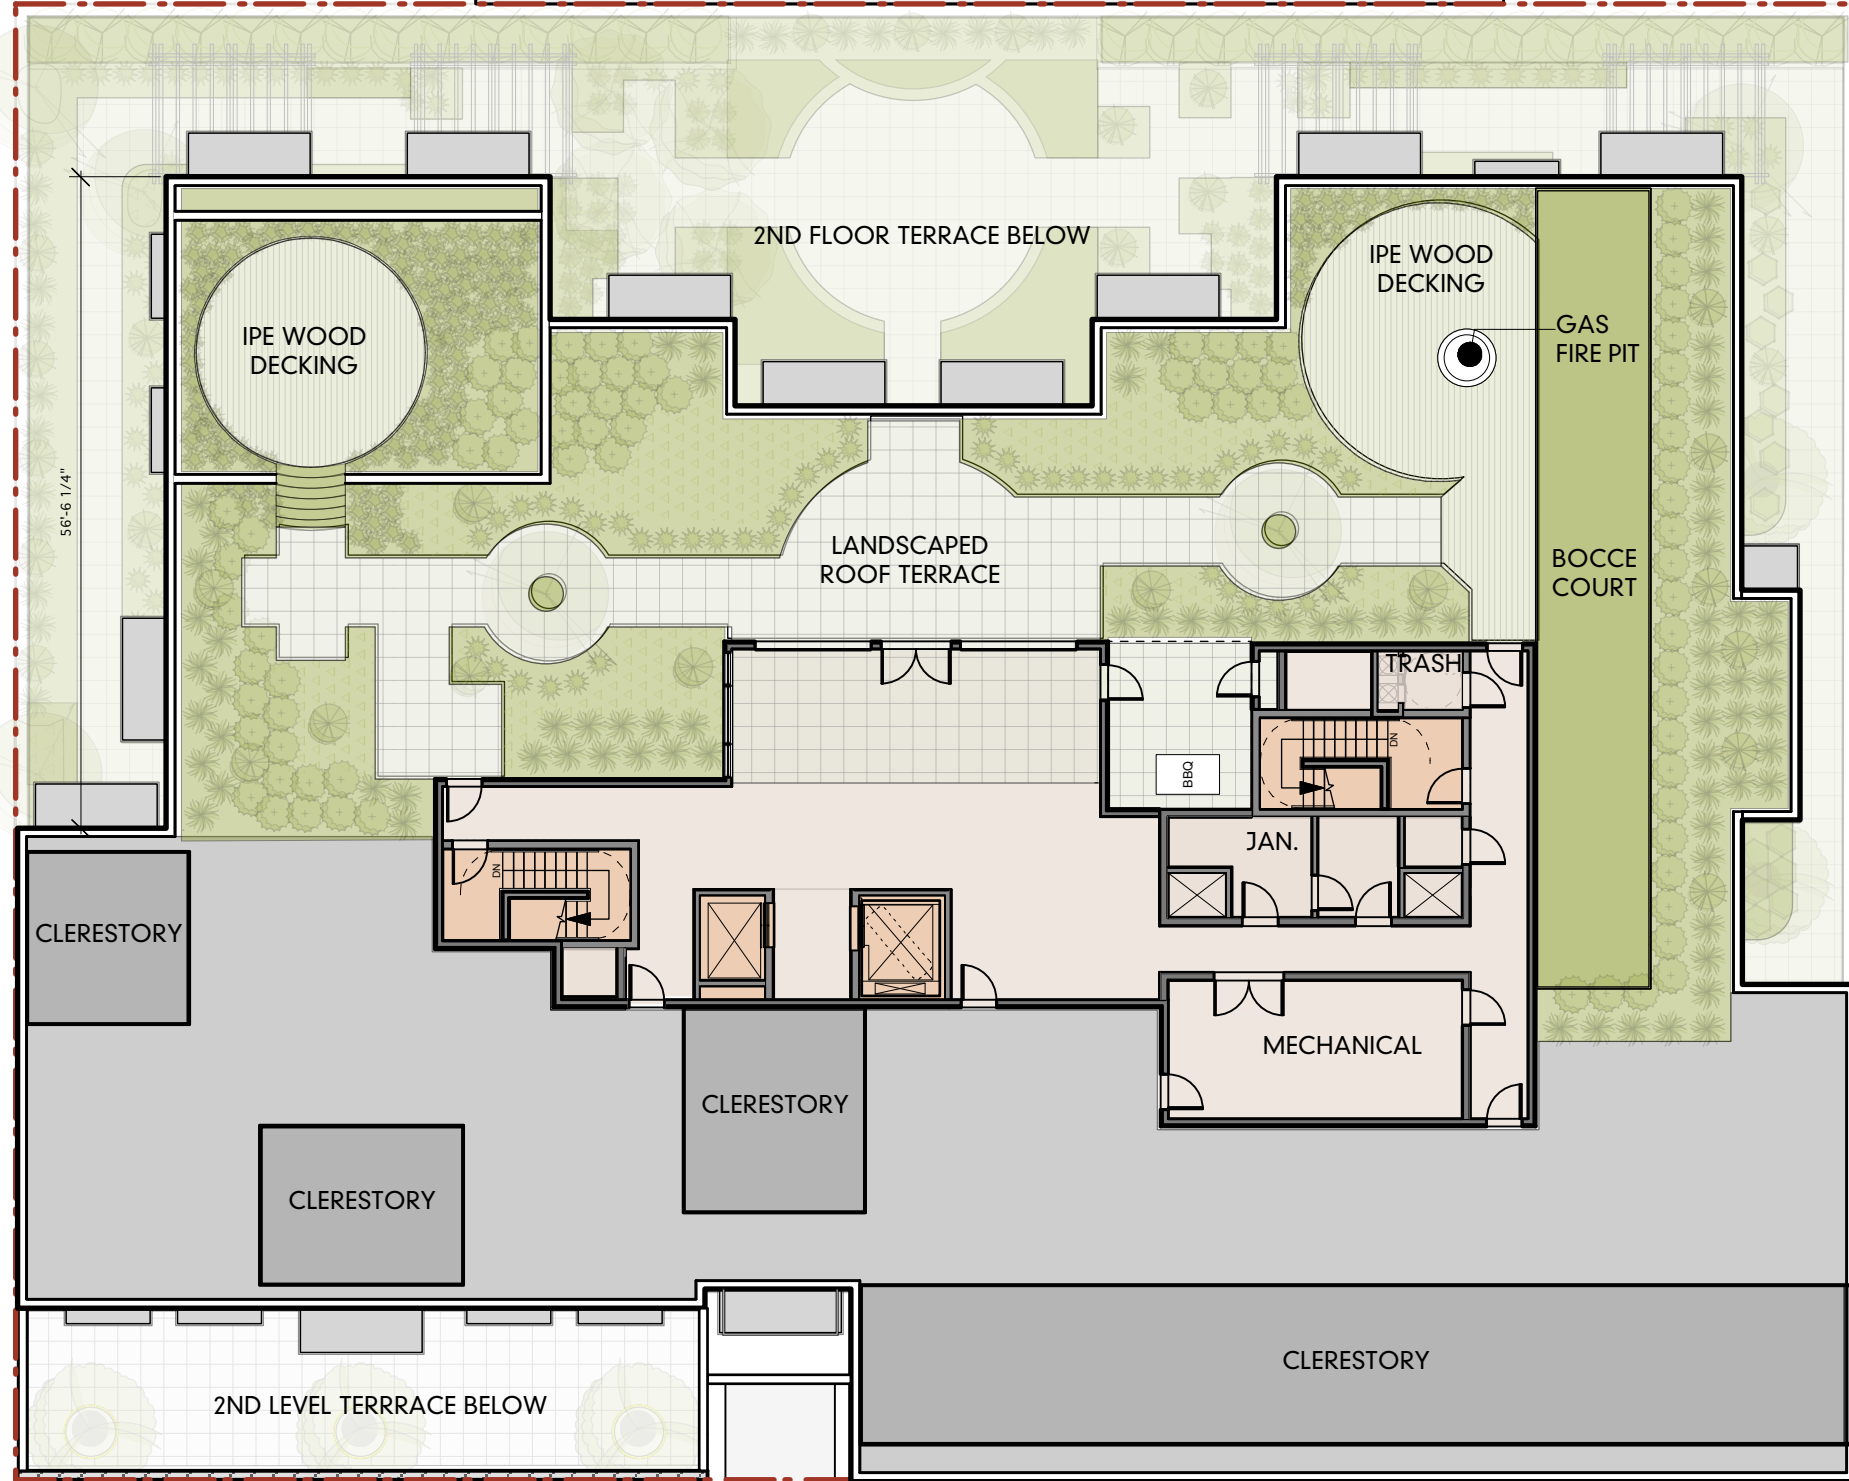 2ND FLOOR TERRACE BELOW
IPE WOOD
DECKING
IPE WOOD
DECKING
GAS
FIRE PIT
56'-6 1/4"
LANDSCAPED
ROOF TERRACE
BOCCE
COURT
TRASH
DN
BBQ
JAN.
DN
CLERESTORY
MECHANICAL
CLERESTORY
CLERESTORY
CLERESTORY
2ND LEVEL TERRRACE BELOW